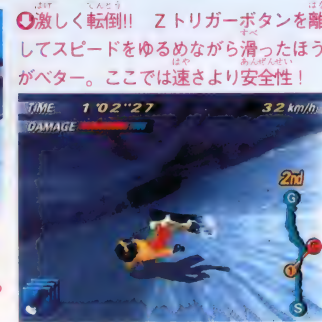 激しく転倒!! Zトリガーボタンを離
してスピードをゆるめながら滑ったほう
がベター。ここでは速さより安全性！
TIME 1'02"27 32 km/h
DAMAGE
2nd
G
2
1
S